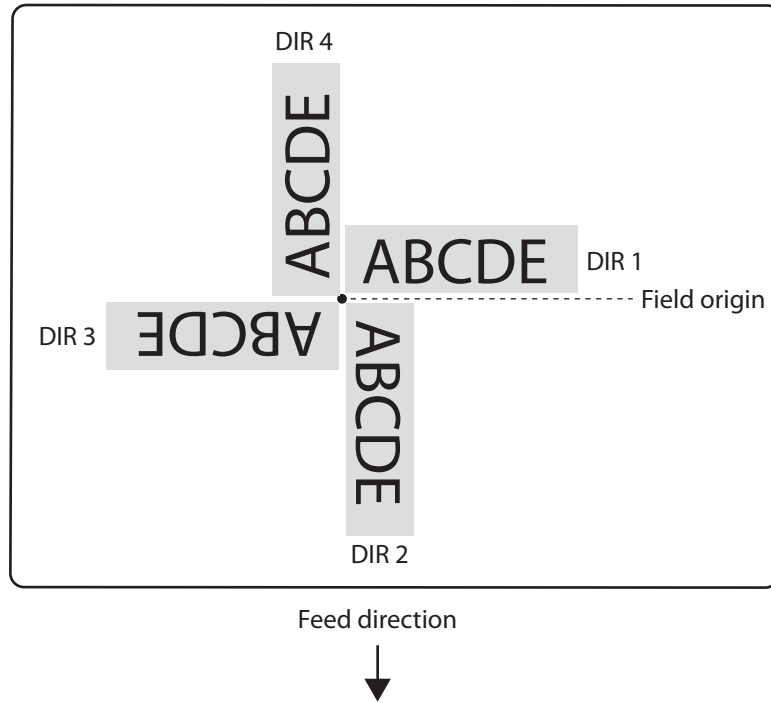 DIR 4
ABCDE
ABCDE
DIR 1
Field origin
DIR 3
ABCDE
ABCDE
DIR 2
Feed direction